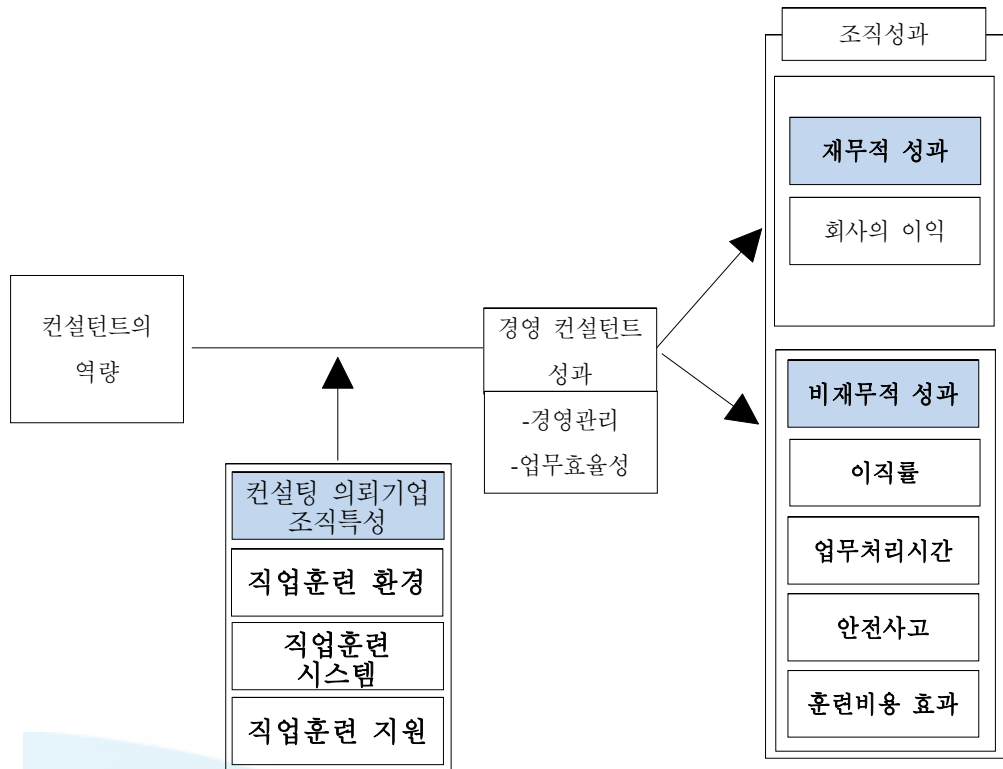 조직성과
재무적 성과
회사의 이익
컨설턴트의
역량
경영 컨설턴트
성과
-경영관리
-업무효율성
비재무적 성과
이직률
업무처리시간
안전사고
훈련비용 효과
컨설팅 의뢰기업
조직특성
직업훈련 환경
직업훈련
시스템
직업훈련 지원